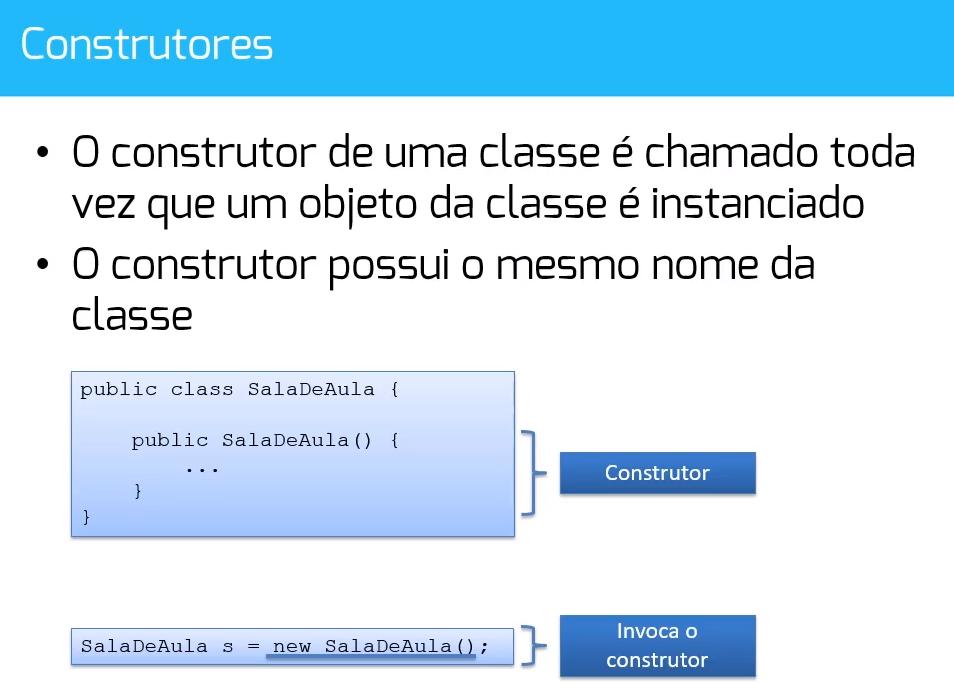 Construtores
• O construtor de uma classe é chamado toda
vez que um objeto da classe é instanciado
• O construtor possui o mesmo nome da
classe
public class SalaDeAula {
public SalaDeAula() {
...
}
}
Construtor
SalaDeAula s = new SalaDeAula();
Invoca o
construtor